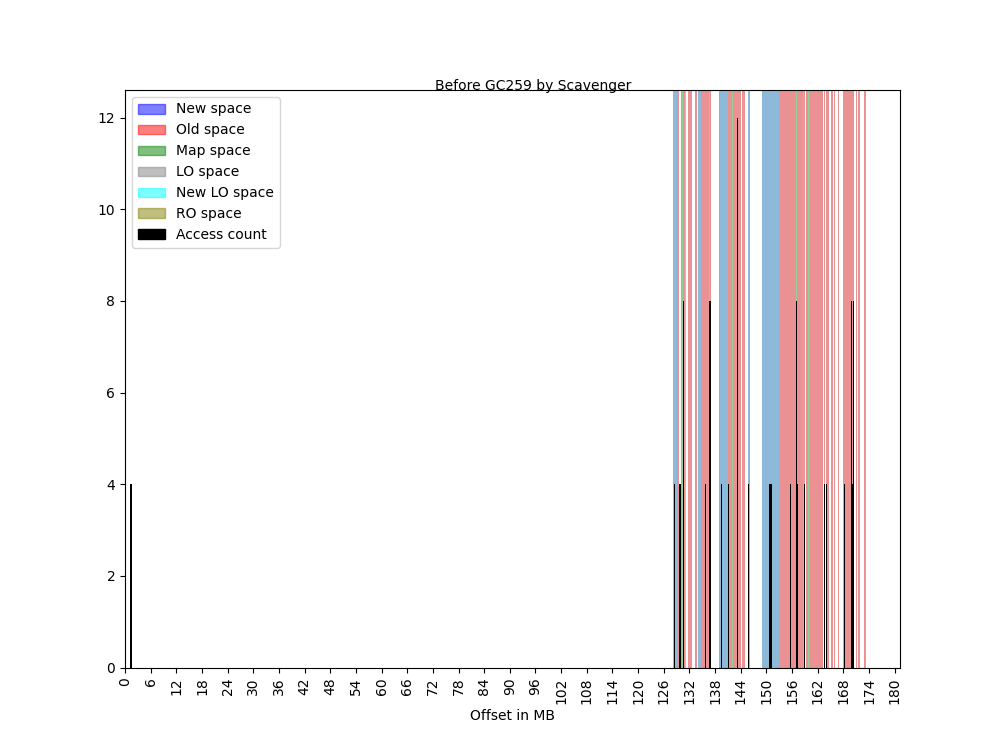 Before GC259 by Scavenger
New space
Old space
Map space
LO space
New LO space
RO space
Access count
12
10
8
6
4
2
0
0 6 12 18 24 30 36 42 48 54 60 66 72 78 84 90 96 102 108 114 120 126 132 138 144 150 156 162 168 174 180
Offset in MB